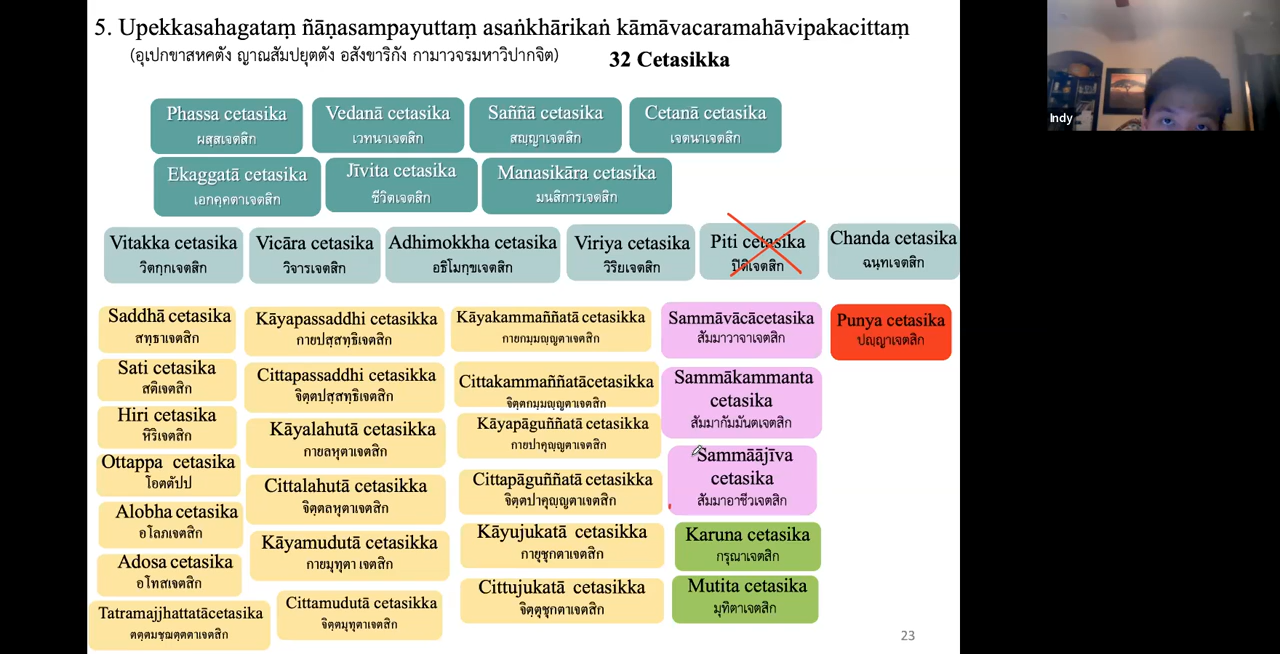 5. Upekkasahagataṃ ñāṇasampayuttaṃ asaṅkhārikaṅ kāmāvacaramahāvipakacittaṃ
(อุเปกขาสหคตัง ญาณสัมปยุตตัง อสังขาริกัง กามาวจรมหาวิปากจิต)
32 Cetasikka
Phassa cetasika
ผสฺสเจตสิก
Vedanā cetasika
เวทนาเจตสิก
Saññā cetasika
สญฺญาเจตสิก
Cetanā cetasika
เจตนาเจตสิก
Ekaggatā cetasika
เอกคฺคตาเจตสิก
Jīvita cetasika
ชีวิตเจตสิก
Manasikāra cetasika
มนสิการเจตสิก
Vitakka cetasika
วิตกฺกเจตสิก
Vicāra cetasika
วิจารเจตสิก
Adhimokkha cetasika
อธิโมกฺขเจตสิก
Viriya cetasika
วิริยเจตสิก
Piti cetasika
ปีติเจตสิก
Chanda cetasika
ฉนฺทเจตสิก
Saddhā cetasika
สทฺธาเจตสิก
Sati cetasika
สติเจตสิก
Hiri cetasika
หิริเจตสิก
Ottappa cetasika
โอตตัปป
Alobha cetasika
อโลภเจตสิก
Adosa cetasika
อโทสเจตสิก
Tatramajjhattatācetasika
ตตฺตมชฺฌตฺตตาเจตสิก
Kāyapassaddhi cetasikka
กายปสฺสทฺธิเจตสิก
Cittapassaddhi cetasikka
จิตฺตปสฺสทฺธิเจตสิก
Kāyalahutā cetasikka
กายลหุตาเจตสิก
Cittalahutā cetasikka
จิตฺตลหุตาเจตสิก
Kāyamudutā cetasikka
กายมุทุตา เจตสิก
Cittamudutā cetasikka
จิตฺตมุทุตาเจตสิก
Kāyakammaññatā cetasikka
กายกมฺมญฺญตาเจตสิก
Cittakammaññatācetasikka
จิตฺตกมฺมญฺญตาเจตสิก
Kāyapāguññatā cetasikka
กายปาคุญฺญตาเจตสิก
Cittapāguññatā cetasikka
จิตฺตปาคุญฺญตาเจตสิก
Kāyujukatā cetasikka
กายุชุกตาเจตสิก
Cittujukatā cetasikka
จิตฺตุชุกตาเจตสิก
Sammāvācācetasika
สัมมาวาจาเจตสิก
Sammākammanta
cetasika
สัมมากัมมันตเจตสิก
Sammāājīva
cetasika
สัมมาอาชีวเจตสิก
Karuna cetasika
กรุณาเจตสิก
Mutita cetasika
มุทิตาเจตสิก
Punya cetasika
ปญฺญาเจตสิก
23
Indy